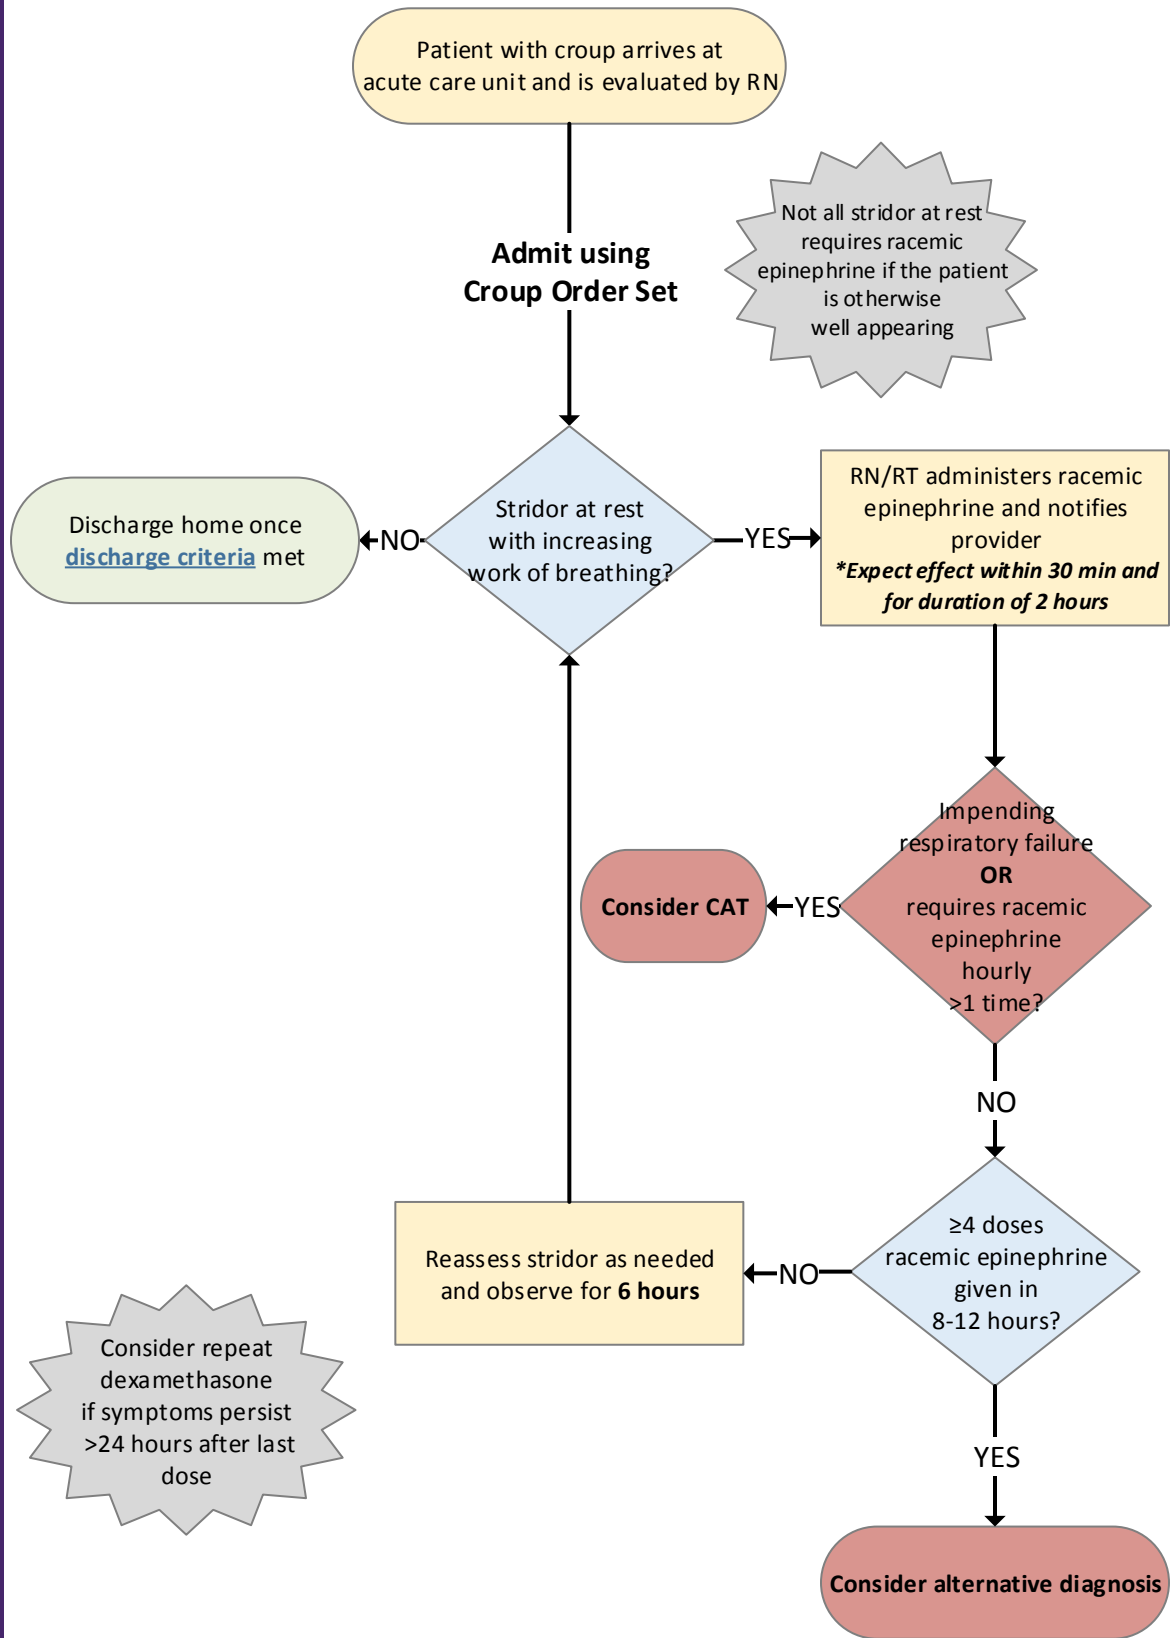 Patient with croup arrives at
acute care unit and is evaluated by RN
Not all stridor at rest
requires racemic
epinephrine if the patient
is otherwise
well appearing
Admit using
Croup Order Set
Stridor at rest
with increasing
work of breathing?
NO
Discharge home once
discharge criteria met
YES
RN/RT administers racemic
epinephrine and notifies
provider
*Expect effect within 30 min and
for duration of 2 hours
Impending
respiratory failure
OR
requires racemic
epinephrine
hourly
>1 time?
YES
Consider CAT
NO
≥4 doses
racemic epinephrine
given in
8-12 hours?
NO
Reassess stridor as needed
and observe for 6 hours
Consider repeat
dexamethasone
if symptoms persist
>24 hours after last
dose
YES
Consider alternative diagnosis